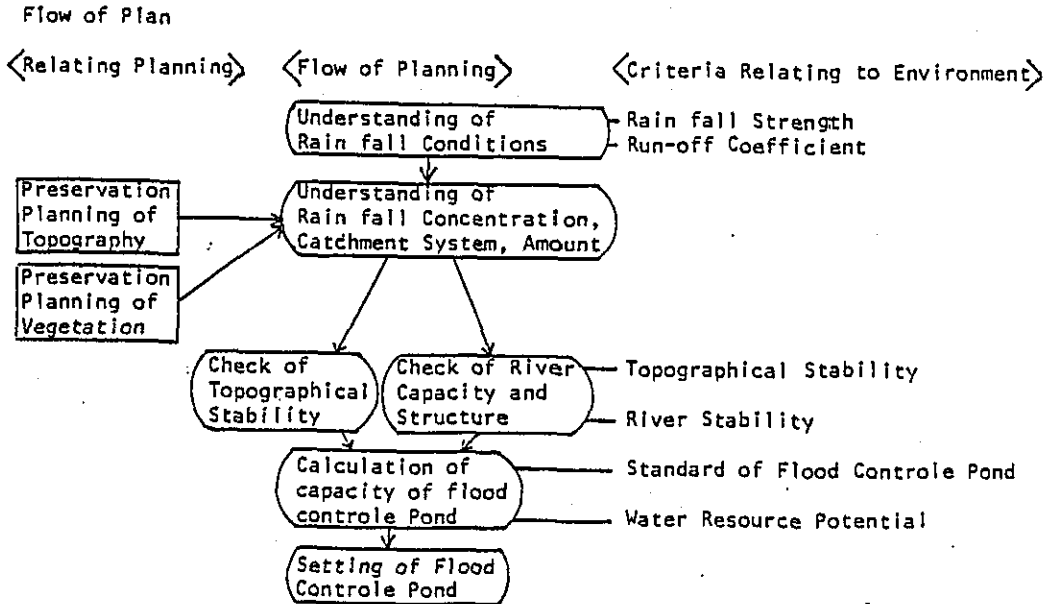 Flow of Plan
<Relating Planning>
<Flow of Planning>
<Criteria Relating to Environment>
Understanding of
Rain fall Conditions
Rain fall Strength
Run-off Coefficient
Preservation
Planning of
Topography
Understanding of
Rain fall Concentration,
Catchment System, Amount
Preservation
Planning of
Vegetation
Check of
Topographical
Stability
Check of River
Capacity and
Structure
Topographical Stability
River Stability
Calculation of
capacity of flood
controle Pond
Standard of Flood Controle Pond
Water Resource Potential
Setting of Flood
Controle Pond